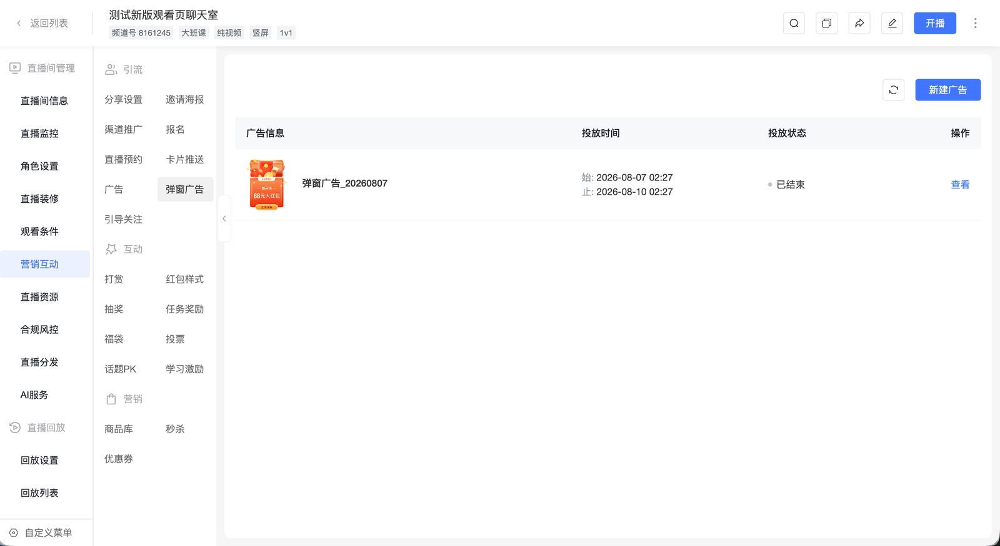 返回列表
测试新版观看页聊天室
频道号 8161245 大班课 纯视频 竖屏 1v1
开播
直播间管理
直播间信息
直播监控
角色设置
直播装修
观看条件
营销互动
直播资源
合规风控
直播分发
AI服务
直播回放
回放设置
回放列表
自定义菜单
引流
分享设置 邀请海报
渠道推广 报名
直播预约 卡片推送
广告 弹窗广告
引导关注
互动
打赏 红包样式
抽奖 任务奖励
福袋 投票
话题PK 学习激励
营销
商品库 秒杀
优惠券
新建广告
广告信息 投放时间 投放状态 操作
88元大红包
弹窗广告_20260807
始: 2026-08-07 02:27
止: 2026-08-10 02:27
已结束
查看